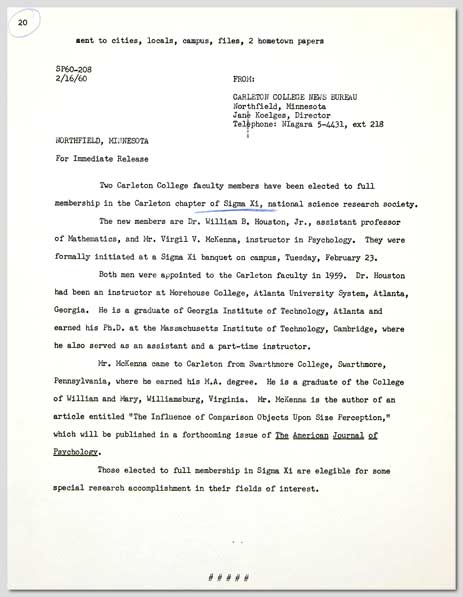 20
sent to cities, locals, campus, files, 2 hometown papers
SP60-208
2/16/60
FROM:
CARLETON COLLEGE NEWS BUREAU
Northfield, Minnesota
Jane Koelges, Director
Telephone: NIagara 5-4431, ext 218
NORTHFIELD, MINNESOTA
For Immediate Release
Two Carleton College faculty members have been elected to full
membership in the Carleton chapter of Sigma Xi, national science research society.
The new members are Dr. William B. Houston, Jr., assistant professor
of Mathematics, and Mr. Virgil V. McKenna, instructor in Psychology. They were
formally initiated at a Sigma Xi banquet on campus, Tuesday, February 23.
Both men were appointed to the Carleton faculty in 1959. Dr. Houston
had been an instructor at Morehouse College, Atlanta University System, Atlanta,
Georgia. He is a graduate of Georgia Institute of Technology, Atlanta and
earned his Ph.D. at the Massachusetts Institute of Technology, Cambridge, where
he also served as an assistant and a part-time instructor.
Mr. McKenna came to Carleton from Swarthmore College, Swarthmore,
Pennsylvania, where he earned his M.A. degree. He is a graduate of the College
of William and Mary, Williamsburg, Virginia. Mr. McKenna is the author of an
article entitled "The Influence of Comparison Objects Upon Size Perception,"
which will be published in a forthcoming issue of The American Journal of
Psychology.
Those elected to full membership in Sigma Xi are elegible for some
special research accomplishment in their fields of interest.
# # # # #